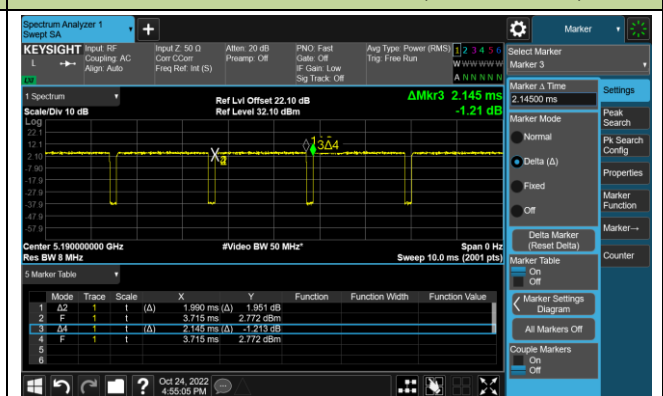 Spectrum Analyzer 1
Swept SA
+
Marker
KEYSIGHT Input: RF Input Z: 50 Ω Atten: 20 dB PNO: Fast Avg Type: Power (RMS) 1 2 3 4 5 6
L Coupling: AC Corr CCorr Preamp: Off Gate: Off Trig: Free Run W W W W W W
Align: Auto Freq Ref: Int (S) IF Gain: Low
Sig Track: Off A N N N N N
1 Spectrum
Scale/Div 10 dB
Ref Lvl Offset 22.10 dB
Ref Level 32.10 dBm
ΔMkr3 2.145 ms
-1.21 dB
Log
22.1
12.1
2.10
-7.90
-17.9
-27.9
-37.9
-47.9
-57.9
3Δ4
Center 5.190000000 GHz #Video BW 50 MHz* Span 0 Hz
Res BW 8 MHz Sweep 10.0 ms (2001 pts)
5 Marker Table
Mode Trace Scale X Y Function Function Width Function Value
1 Δ2 1 t (Δ) 1.990 ms (Δ) 1.951 dB
2 F 1 t 3.715 ms 2.772 dBm
3 Δ4 1 t (Δ) 2.145 ms (Δ) -1.213 dB
4 F 1 t 3.715 ms 2.772 dBm
5
6
Oct 24, 2022
4:55:05 PM
Select Marker
Marker 3
Marker Δ Time
2.14500 ms
Marker Mode
Normal
Delta (Δ)
Fixed
Off
Delta Marker
(Reset Delta)
Marker Table
On
Off
Marker Settings
Diagram
All Markers Off
Couple Markers
On
Off
Settings
Peak
Search
Pk Search
Config
Properties
Marker
Function
Marker→
Counter